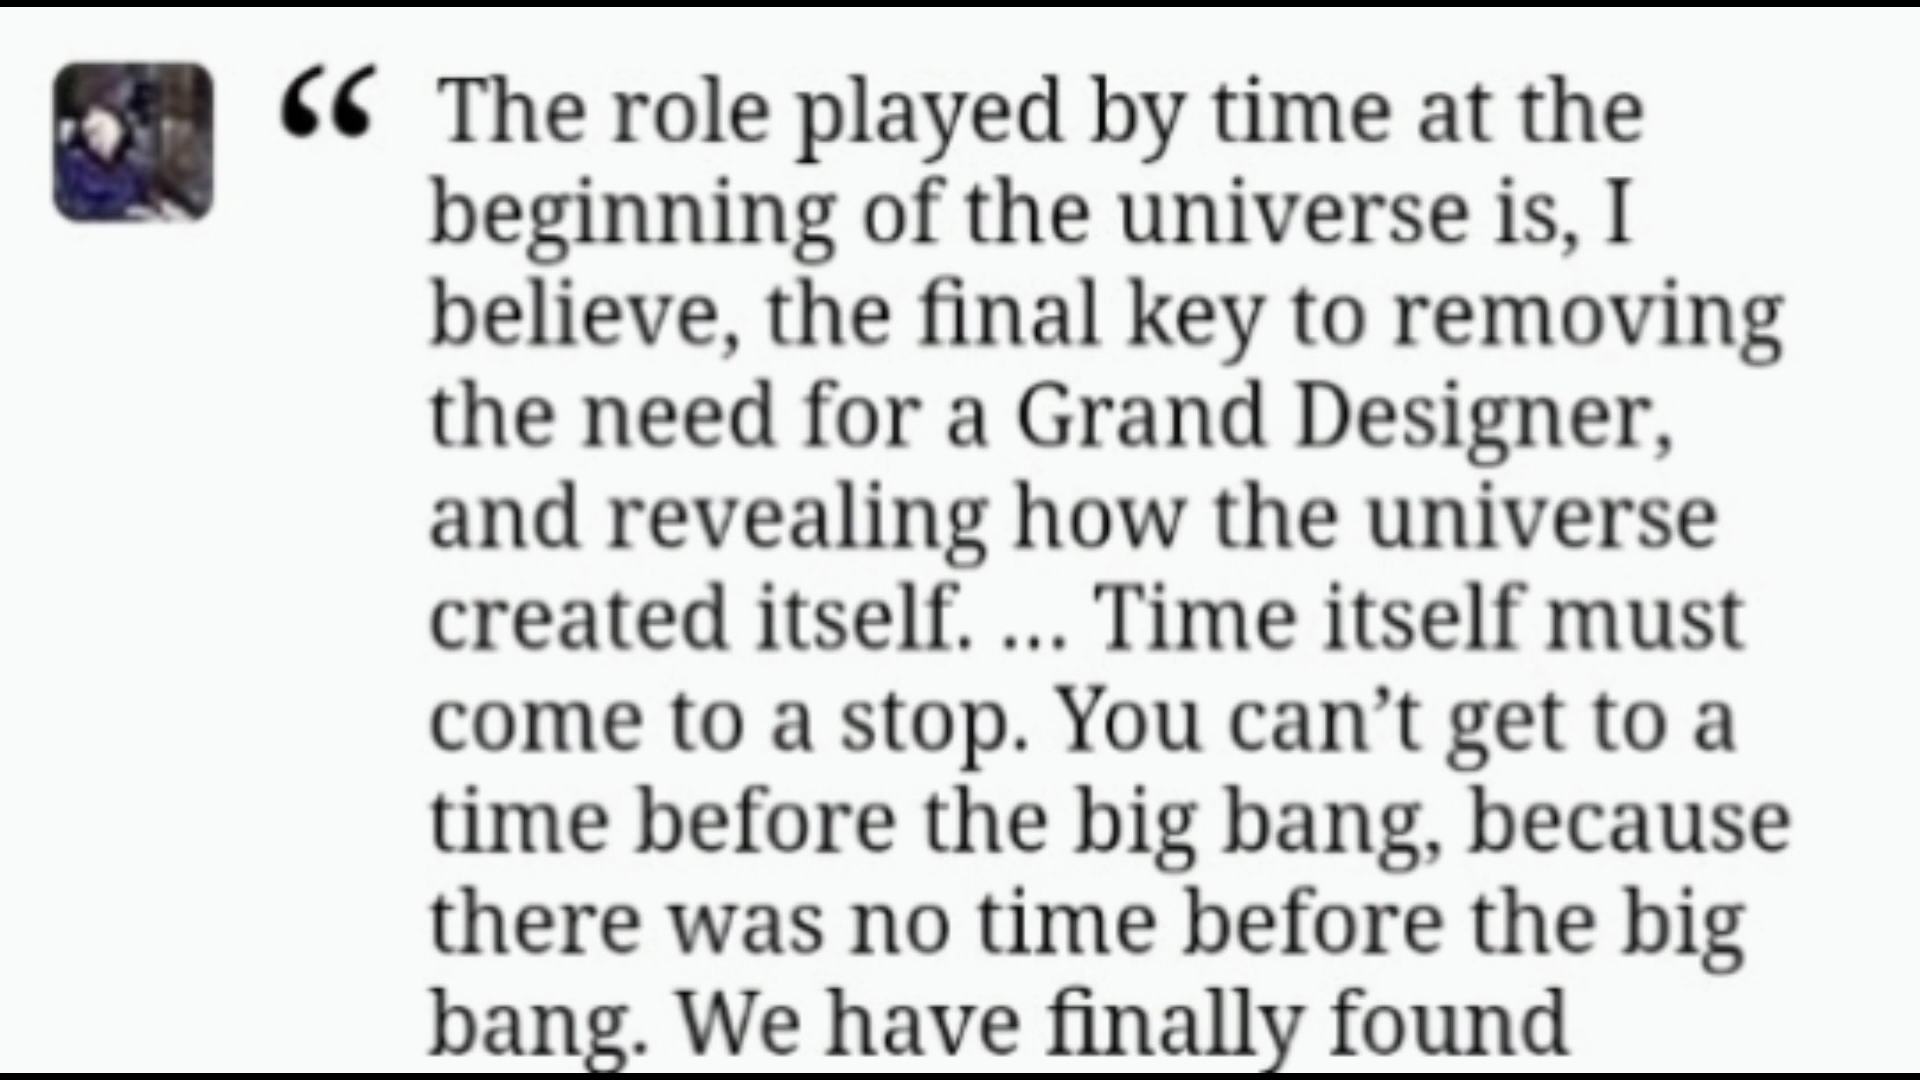 “ The role played by time at the
beginning of the universe is, I
believe, the final key to removing
the need for a Grand Designer,
and revealing how the universe
created itself. … Time itself must
come to a stop. You can’t get to a
time before the big bang, because
there was no time before the big
bang. We have finally found